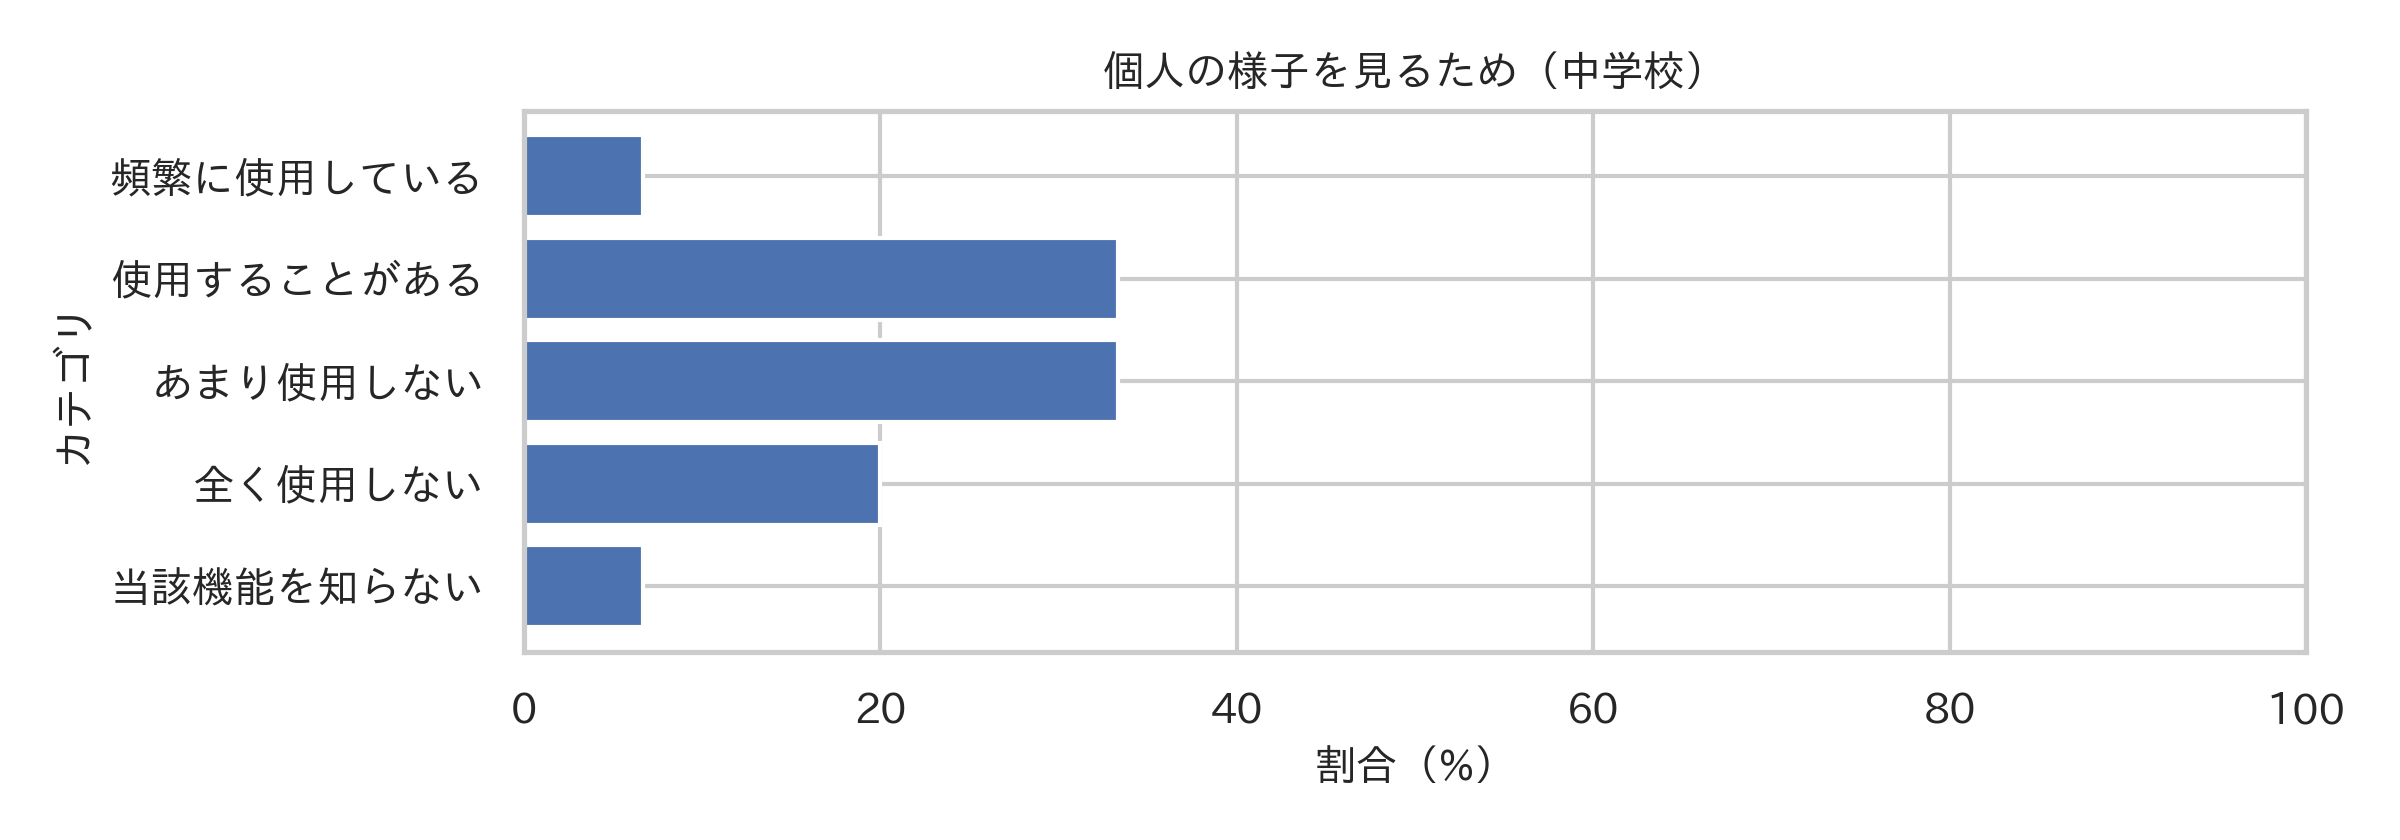 個人の様子を見るため（中学校）
カテゴリ
頻繁に使用している
使用することがある
あまり使用しない
全く使用しない
当該機能を知らない
0 20 40 60 80 100
割合（%）